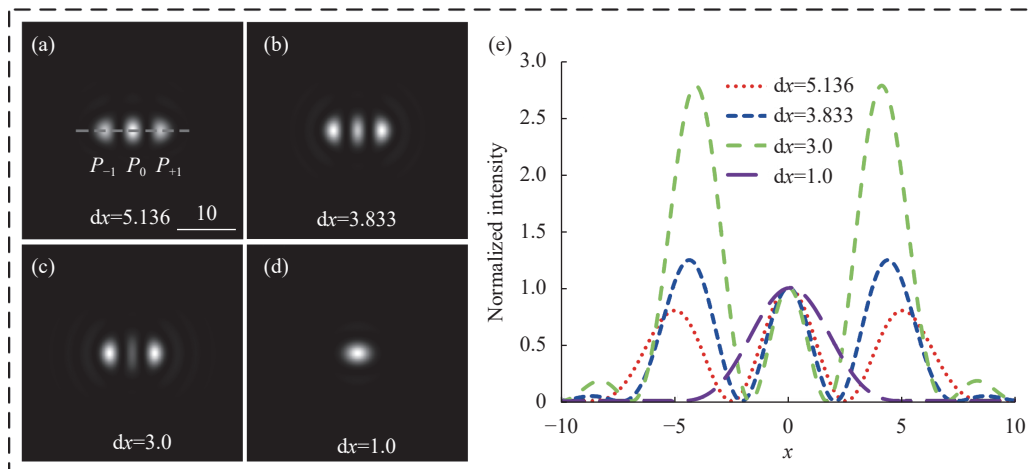 (a)
P₋₁ P₀ P₊₁
dx=5.136
10
(b)
dx=3.833
(c)
dx=3.0
(d)
dx=1.0
(e)
Normalized intensity
3.0
2.5
2.0
1.5
1.0
0.5
0
−10 −5 0 5 10
x
dx=5.136
dx=3.833
dx=3.0
dx=1.0